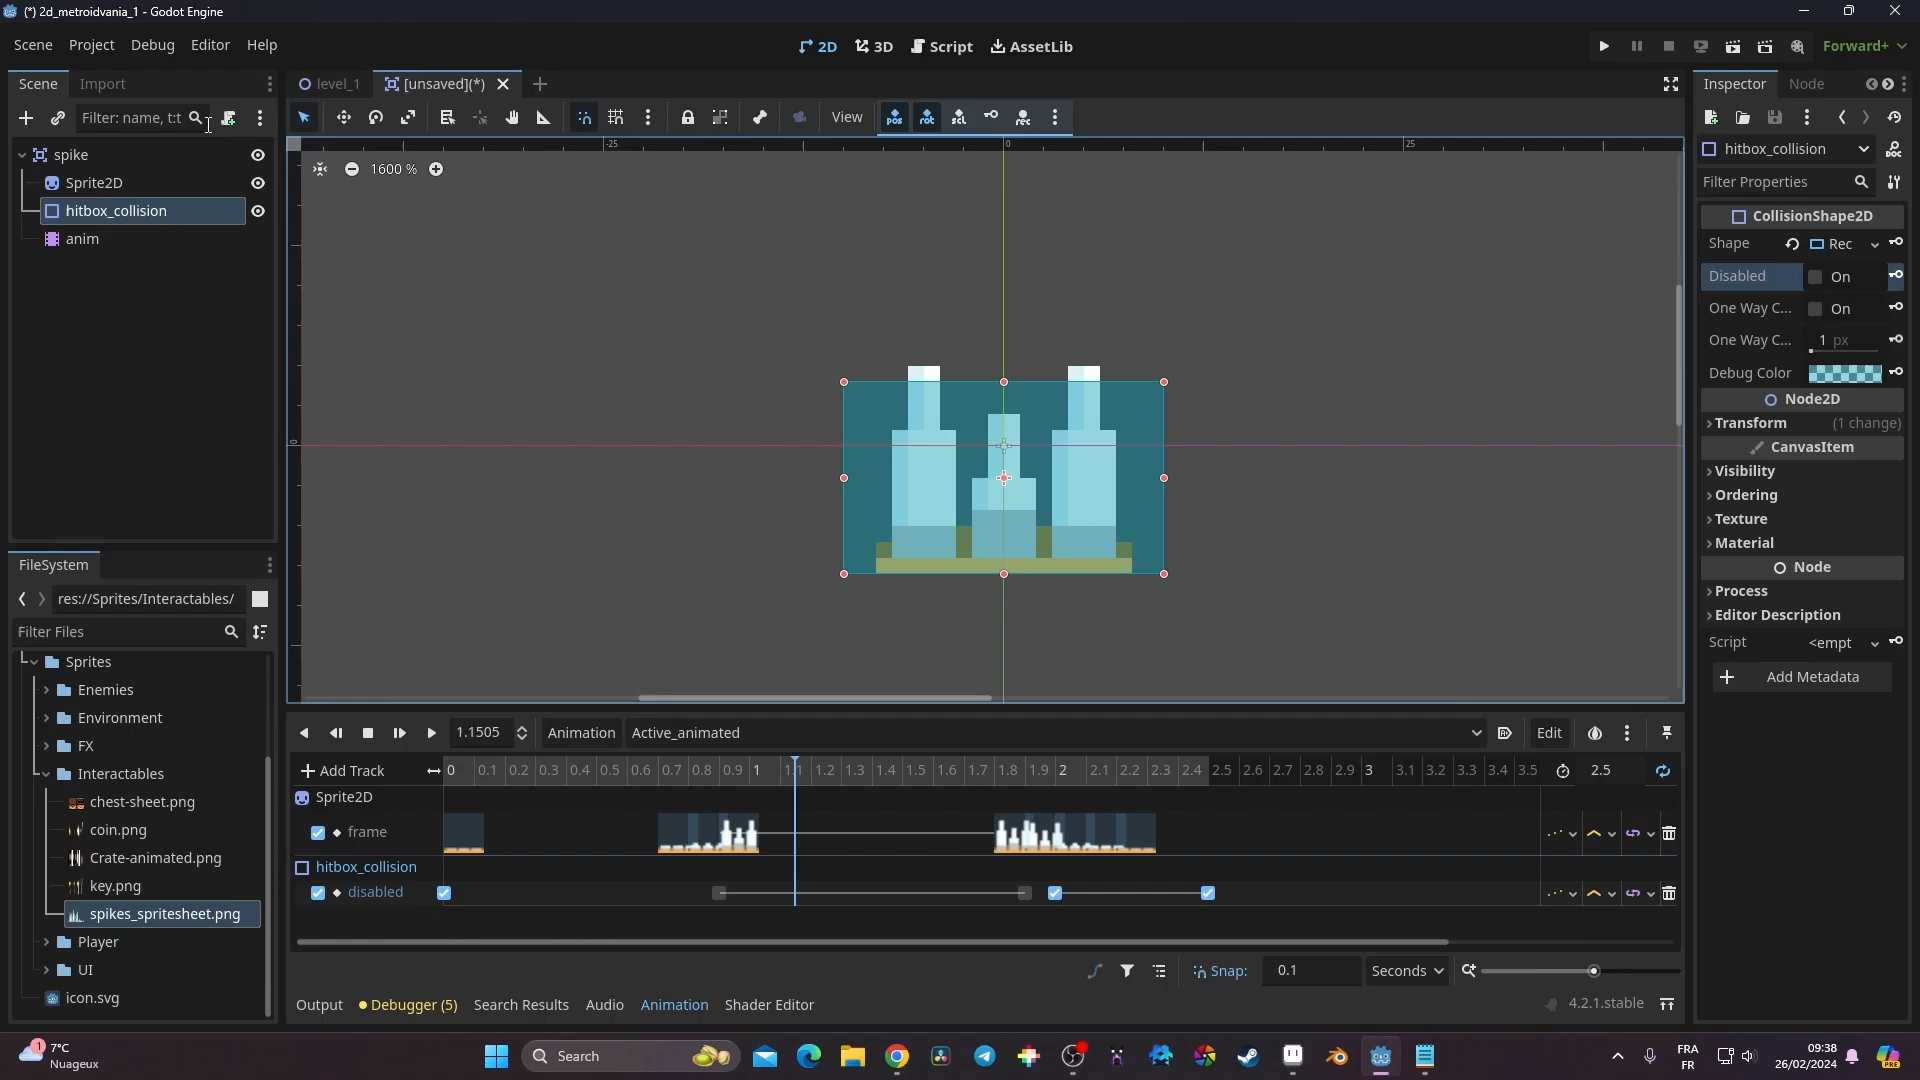 (*) 2d_metroidvania_1 - Godot Engine
Scene Project Debug Editor Help
2D 3D Script AssetLib
Forward+
Scene Import
level_1 [unsaved](*)
Inspector Node
Filter: name, t:t
View
spike
Sprite2D
hitbox_collision
anim
-25 0 25
1600 %
0
hitbox_collision
Filter Properties
CollisionShape2D
Shape Rec
Disabled On
One Way C... On
One Way C... 1 px
Debug Color
Node2D
Transform (1 change)
CanvasItem
Visibility
Ordering
Texture
Material
Node
Process
Editor Description
Script <empt
Add Metadata
FileSystem
res://Sprites/Interactables/
Filter Files
Sprites
Enemies
Environment
FX
Interactables
chest-sheet.png
coin.png
Crate-animated.png
key.png
spikes_spritesheet.png
Player
UI
icon.svg
1.1505 Animation Active_animated Edit
Add Track 0 0.1 0.2 0.3 0.4 0.5 0.6 0.7 0.8 0.9 1 1.1 1.2 1.3 1.4 1.5 1.6 1.7 1.8 1.9 2 2.1 2.2 2.3 2.4 2.5 2.6 2.7 2.8 2.9 3 3.1 3.2 3.3 3.4 3.5 2.5
Sprite2D
frame
hitbox_collision
disabled
Snap: 0.1 Seconds
Output Debugger (5) Search Results Audio Animation Shader Editor 4.2.1.stable
1
7°C
Nuageux
Search
FRA
FR
09:38
26/02/2024
PRE